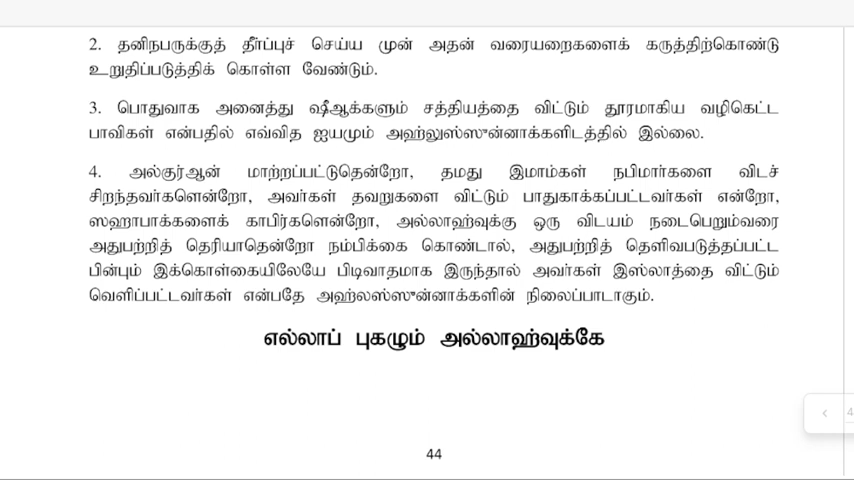 2. தனிநபருக்குத் தீர்ப்புச் செய்ய முன் அதன் வரையறைகளைக் கருத்திற்கொண்டு
உறுதிப்படுத்திக் கொள்ள வேண்டும்.
3. பொதுவாக அனைத்து ஷீஆக்களும் சத்தியத்தை விட்டும் தூரமாகிய வழிகெட்ட
பாவிகள் என்பதில் எவ்வித ஐயமும் அஹ்லுஸ்ஸுன்னாக்களிடத்தில் இல்லை.
4. அல்குர்ஆன் மாற்றப்பட்டுதென்றோ, தமது இமாம்கள் நபிமார்களை விடச்
சிறந்தவர்களென்றோ, அவர்கள் தவறுகளை விட்டும் பாதுகாக்கப்பட்டவர்கள் என்றோ,
ஸஹாபாக்களைக் காபிர்களென்றோ, அல்லாஹ்வுக்கு ஒரு விடயம் நடைபெறும்வரை
அதுபற்றித் தெரியாதென்றோ நம்பிக்கை கொண்டால், அதுபற்றித் தெளிவபடுத்தப்பட்ட
பின்பும் இக்கொள்கையிலேயே பிடிவாதமாக இருந்தால் அவர்கள் இஸ்லாத்தை விட்டும்
வெளிப்பட்டவர்கள் என்பதே அஹ்லஸ்ஸுன்னாக்களின் நிலைப்பாடாகும்.
எல்லாப் புகழும் அல்லாஹ்வுக்கே
4
44